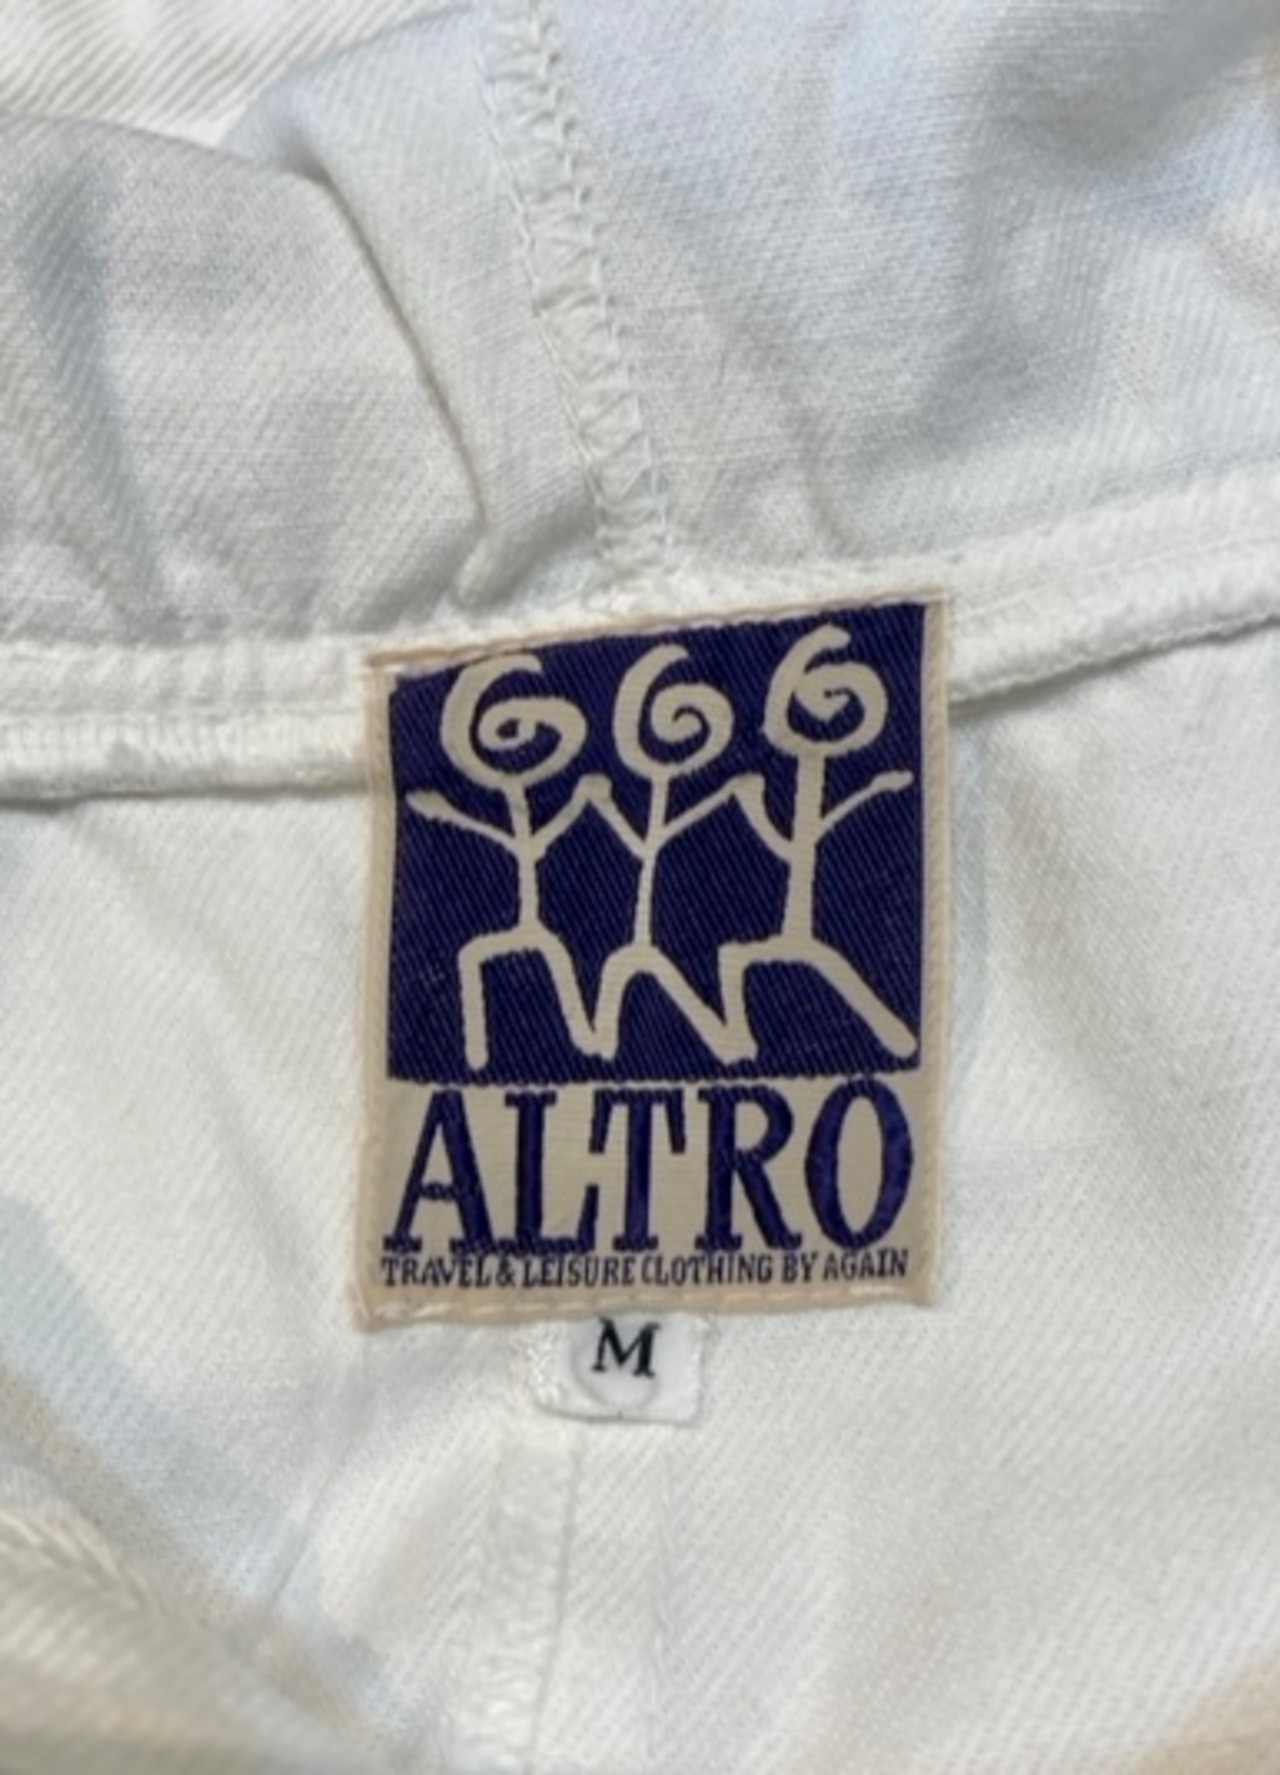 ALTRO
TRAVEL & LEISURE CLOTHING BY AGAIN
M